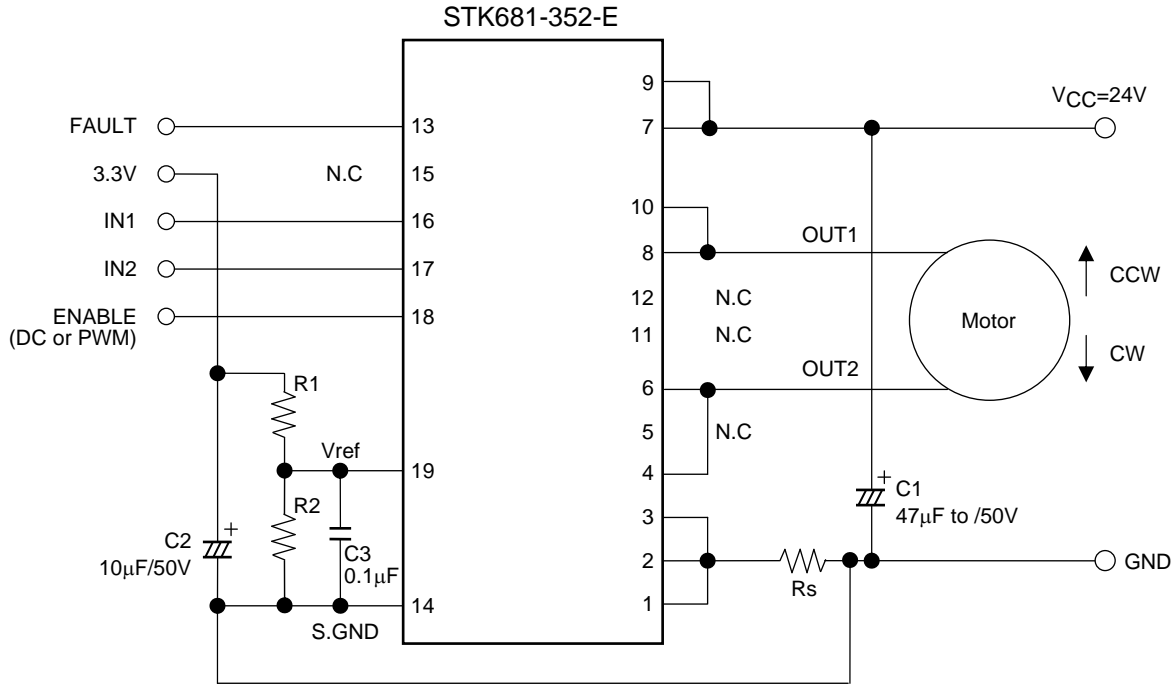 STK681-352-E
9
VCC=24V
FAULT
13
7
3.3V
N.C
15
10
IN1
16
OUT1
8
CCW
IN2
17
12
N.C
Motor
ENABLE
(DC or PWM)
18
11
N.C
CW
OUT2
6
R1
5
N.C
Vref
19
4
R2
+
C1
47μF to /50V
3
+
C2
10μF/50V
C3
0.1μF
2
GND
Rs
14
1
S.GND